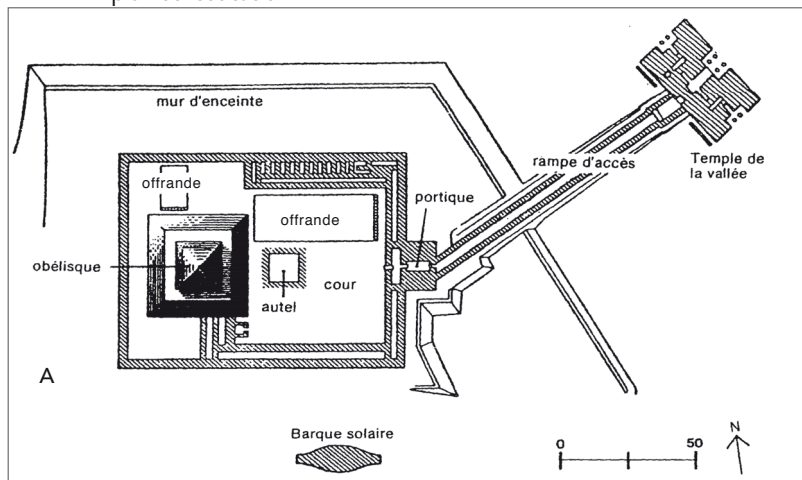 mur d'enceinte
offrande
offrande
portique
rampe d'accès
Temple de
la vallée
obélisque
autel
cour
A
Barque solaire
0
50
N